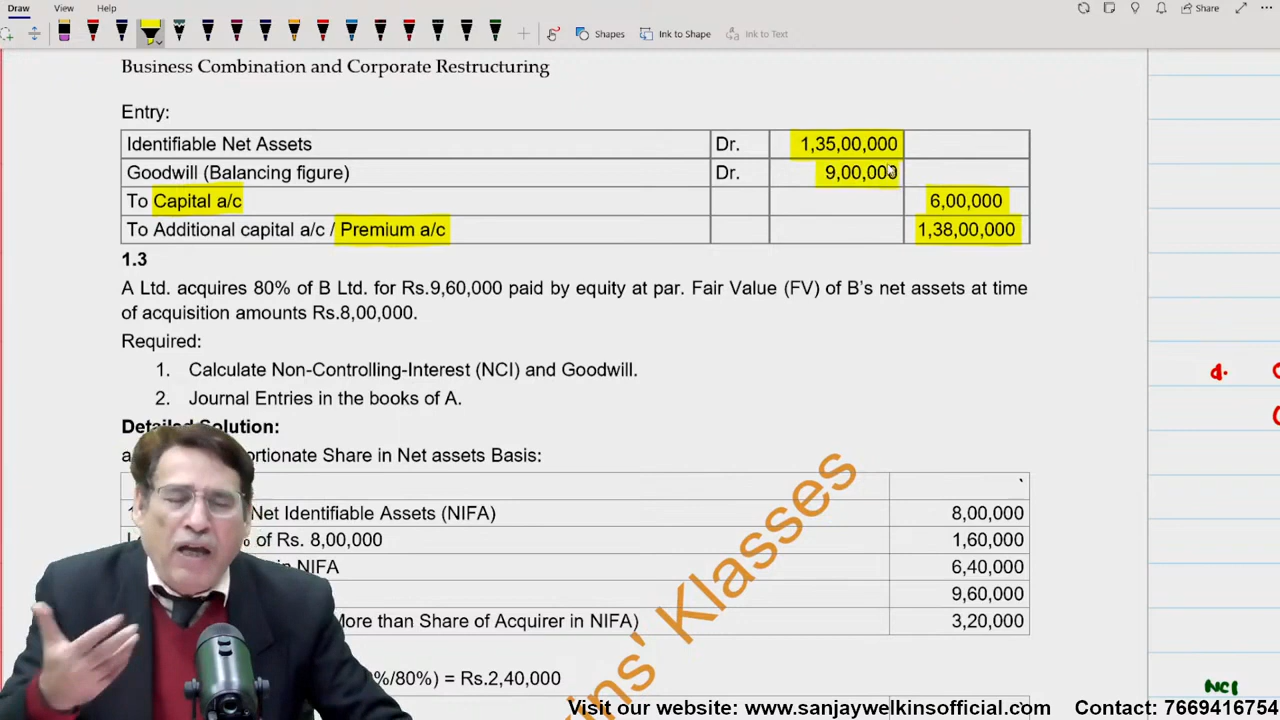 Draw View Help
Share
Shapes Ink to Shape Ink to Text
Business Combination and Corporate Restructuring
Entry:
Identifiable Net Assets Dr. 1,35,00,000
Goodwill (Balancing figure) Dr. 9,00,000
To Capital a/c 6,00,000
To Additional capital a/c / Premium a/c 1,38,00,000
1.3
A Ltd. acquires 80% of B Ltd. for Rs.9,60,000 paid by equity at par. Fair Value (FV) of B's net assets at time
of acquisition amounts Rs.8,00,000.
Required:
1. Calculate Non-Controlling-Interest (NCI) and Goodwill.
2. Journal Entries in the books of A.
d.
Detailed Solution:
Share in Net assets Basis:
`
Net Identifiable Assets (NIFA) 8,00,000
% of Rs. 8,00,000 1,60,000
in NIFA 6,40,000
9,60,000
More than Share of Acquirer in NIFA) 3,20,000
%/80%) = Rs.2,40,000
Klasses
NCI
Visit our website: www.sanjaywelkinsofficial.com Contact: 7669416754